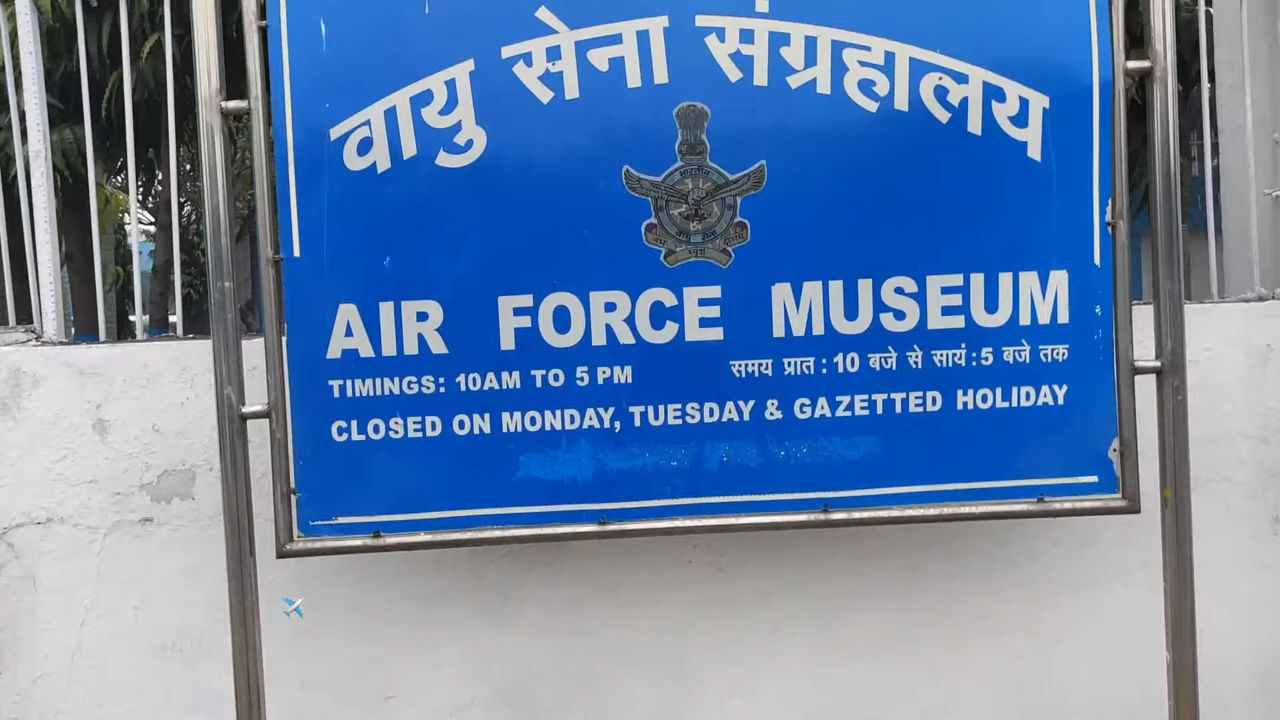 वायु सेना संग्रहालय
भारतीय
वायु सेना
AIR FORCE MUSEUM
TIMINGS: 10AM TO 5 PM
समय प्रात : 10 बजे से सायं : 5 बजे तक
CLOSED ON MONDAY, TUESDAY & GAZETTED HOLIDAY